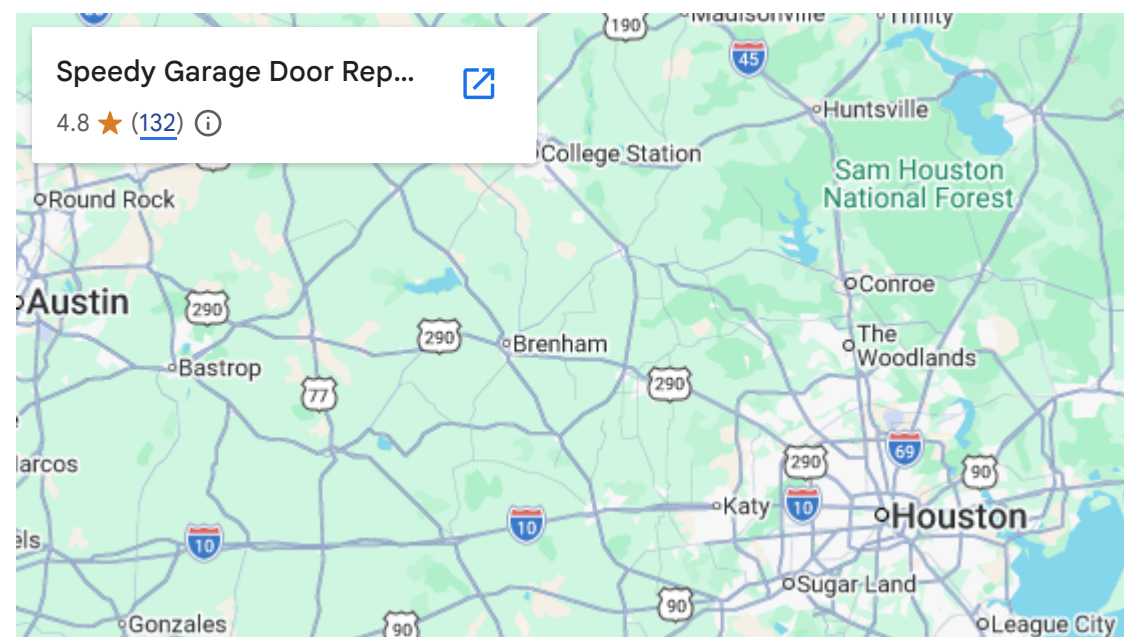 190
Madisonville
Trinity
Speedy Garage Door Rep...
45
4.8 ★ (132)
Huntsville
College Station
Sam Houston
National Forest
Round Rock
Conroe
Austin
290
290
Brenham
The
Woodlands
Bastrop
290
77
69
290
90
arcos
Katy
10
Houston
10
10
els
Sugar Land
90
Gonzales
90
League City